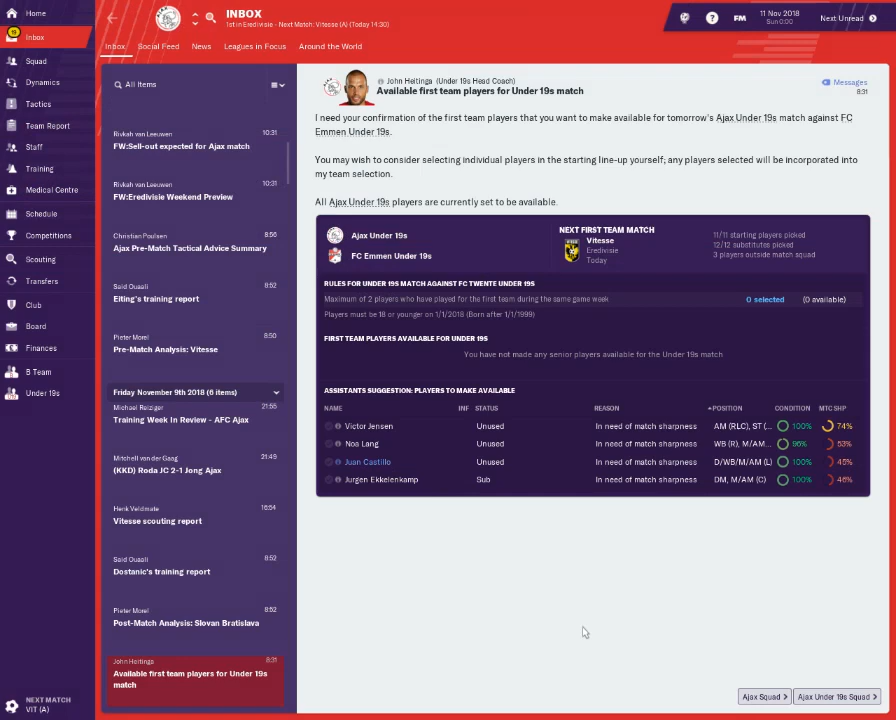 Home
18
Inbox
Squad
Dynamics
Tactics
Team Report
Staff
Training
Medical Centre
Schedule
Competitions
Scouting
Transfers
Club
Board
Finances
B Team
Under 19s
NEXT MATCH
VIT (A)
INBOX
1st in Eredivisie - Next Match: Vitesse (A) (Today 14:30)
FM
11 Nov 2018
Sun 0:00
Next Unread
Inbox
Social Feed
News
Leagues in Focus
Around the World
All Items
Rivkah van Leeuwen 10:31
FW:Sell-out expected for Ajax match
Rivkah van Leeuwen 10:31
FW:Eredivisie Weekend Preview
Christian Poulsen 8:56
Ajax Pre-Match Tactical Advice Summary
Said Ouaali 8:52
Eiting's training report
Pieter Morel 8:50
Pre-Match Analysis: Vitesse
Friday November 9th 2018 (6 items)
Michael Reiziger 21:55
Training Week In Review - AFC Ajax
Mitchell van der Gaag 21:49
(KKD) Roda JC 2-1 Jong Ajax
Henk Veldmate 16:54
Vitesse scouting report
Said Ouaali 8:52
Dostanic's training report
Pieter Morel 8:52
Post-Match Analysis: Slovan Bratislava
John Heitinga 8:31
Available first team players for Under 19s
match
John Heitinga (Under 19s Head Coach)
Available first team players for Under 19s match
Messages
8:31
I need your confirmation of the first team players that you want to make available for tomorrow's Ajax Under 19s match against FC
Emmen Under 19s.
You may wish to consider selecting individual players in the starting line-up yourself; any players selected will be incorporated into
my team selection.
All Ajax Under 19s players are currently set to be available.
Ajax Under 19s
FC Emmen Under 19s
NEXT FIRST TEAM MATCH
Vitesse
Eredivisie
Today
11/11 starting players picked
12/12 substitutes picked
3 players outside match squad
RULES FOR UNDER 19S MATCH AGAINST FC TWENTE UNDER 19S
Maximum of 2 players who have played for the first team during the same game week 0 selected (0 available)
Players must be 18 or younger on 1/1/2018 (Born after 1/1/1999)
FIRST TEAM PLAYERS AVAILABLE FOR UNDER 19S
You have not made any senior players available for the Under 19s match
ASSISTANTS SUGGESTION: PLAYERS TO MAKE AVAILABLE
NAME INF STATUS REASON POSITION CONDITION MTC SHP
Victor Jensen Unused In need of match sharpness AM (RLC), ST (... 100% 74%
Noa Lang Unused In need of match sharpness WB (R), M/AM... 96% 53%
Juan Castillo Unused In need of match sharpness D/WB/M/AM (L) 100% 45%
Jurgen Ekkelenkamp Sub In need of match sharpness DM, M/AM (C) 100% 46%
Ajax Squad
Ajax Under 19s Squad